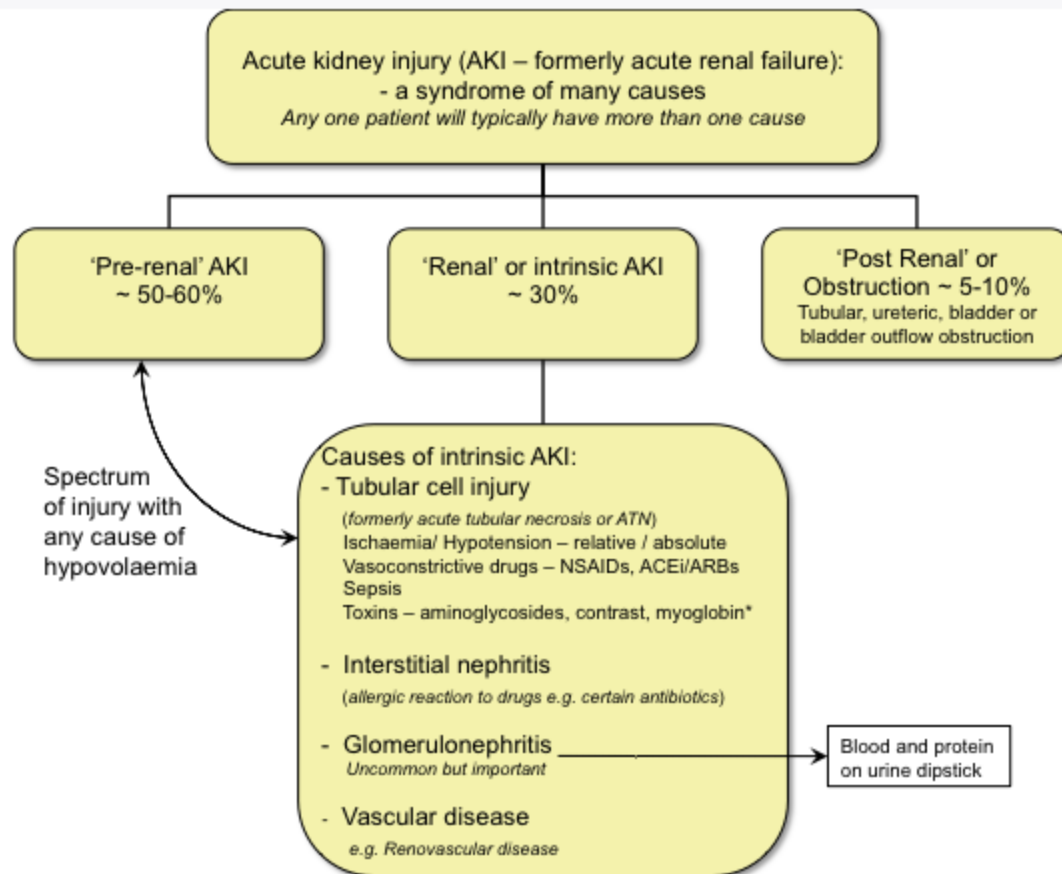 Acute kidney injury (AKI – formerly acute renal failure):
- a syndrome of many causes
Any one patient will typically have more than one cause
‘Pre-renal’ AKI
~ 50-60%
‘Renal’ or intrinsic AKI
~ 30%
‘Post Renal’ or
Obstruction ~ 5-10%
Tubular, ureteric, bladder or
bladder outflow obstruction
Spectrum
of injury with
any cause of
hypovolaemia
Causes of intrinsic AKI:
- Tubular cell injury
(formerly acute tubular necrosis or ATN)
Ischaemia/ Hypotension – relative / absolute
Vasoconstrictive drugs – NSAIDs, ACEi/ARBs
Sepsis
Toxins – aminoglycosides, contrast, myoglobin*
- Interstitial nephritis
(allergic reaction to drugs e.g. certain antibiotics)
- Glomerulonephritis
Uncommon but important
- Vascular disease
e.g. Renovascular disease
Blood and protein
on urine dipstick